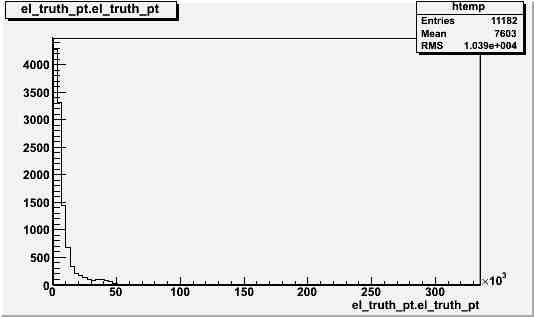 el_truth_pt.el_truth_pt
htemp
Entries 11182
Mean 7603
RMS 1.039e+004
4000
3500
3000
2500
2000
1500
1000
500
0
0 50 100 150 200 250 300
×10³
el_truth_pt.el_truth_pt